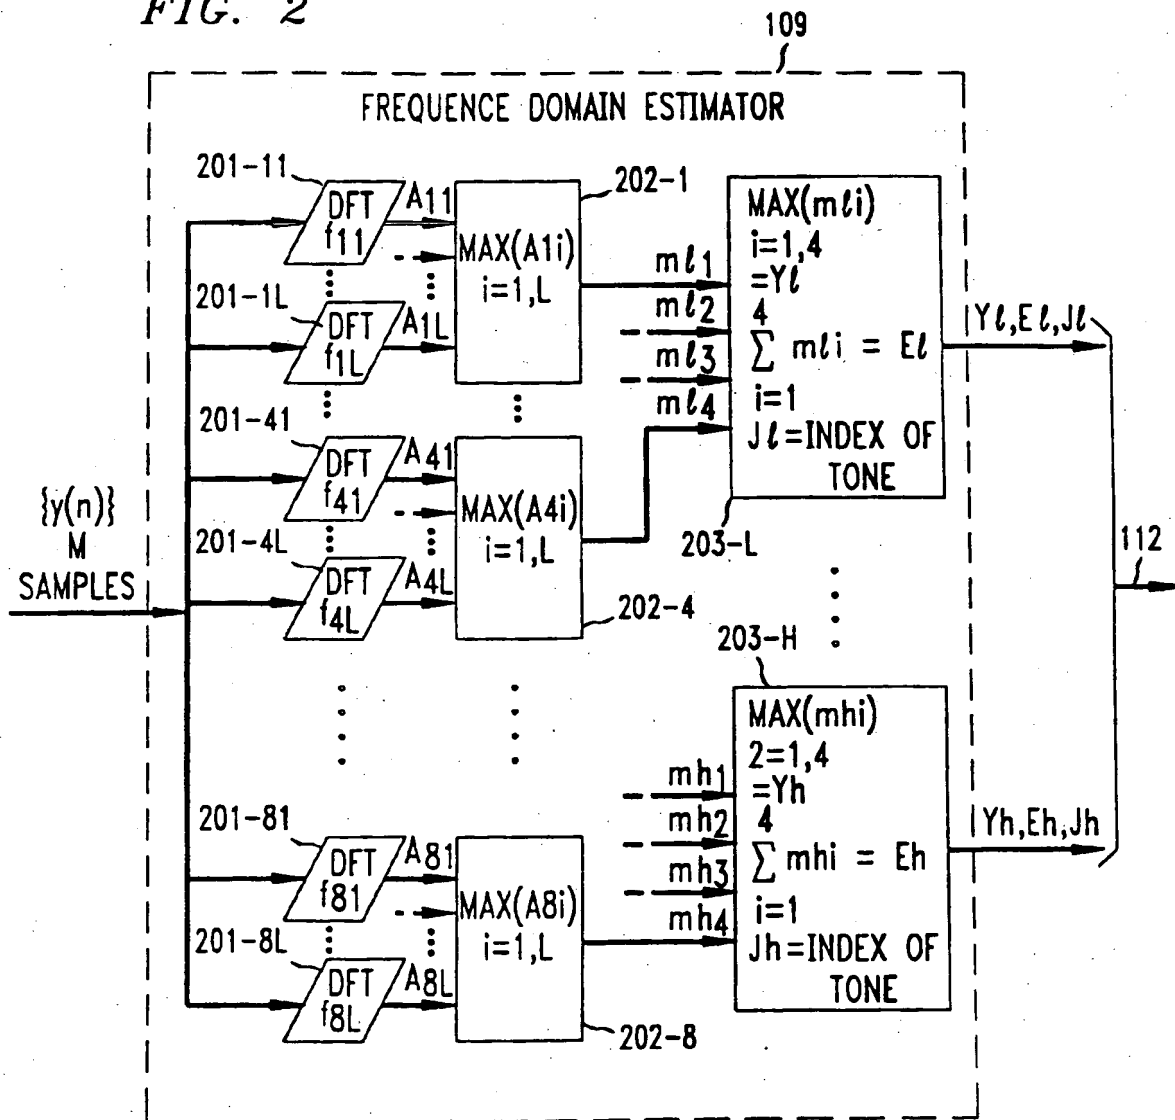 FIG. 2
109
FREQUENCE DOMAIN ESTIMATOR
201-11
DFT
f11
A11
201-1L
DFT
f1L
A1L
MAX(A1i)
i=1,L
202-1
201-41
DFT
f41
A41
201-4L
DFT
f4L
A4L
MAX(A4i)
i=1,L
202-4
{y(n)}
M
SAMPLES
mℓ1
mℓ2
mℓ3
mℓ4
MAX(mℓi)
i=1,4
=Yℓ
4
∑ mℓi = Eℓ
i=1
Jℓ=INDEX OF
TONE
203-L
Yℓ,Eℓ,Jℓ
112
203-H
201-81
DFT
f81
A81
201-8L
DFT
f8L
A8L
MAX(A8i)
i=1,L
202-8
mh1
mh2
mh3
mh4
MAX(mhi)
2=1,4
=Yh
4
∑ mhi = Eh
i=1
Jh=INDEX OF
TONE
Yh,Eh,Jh